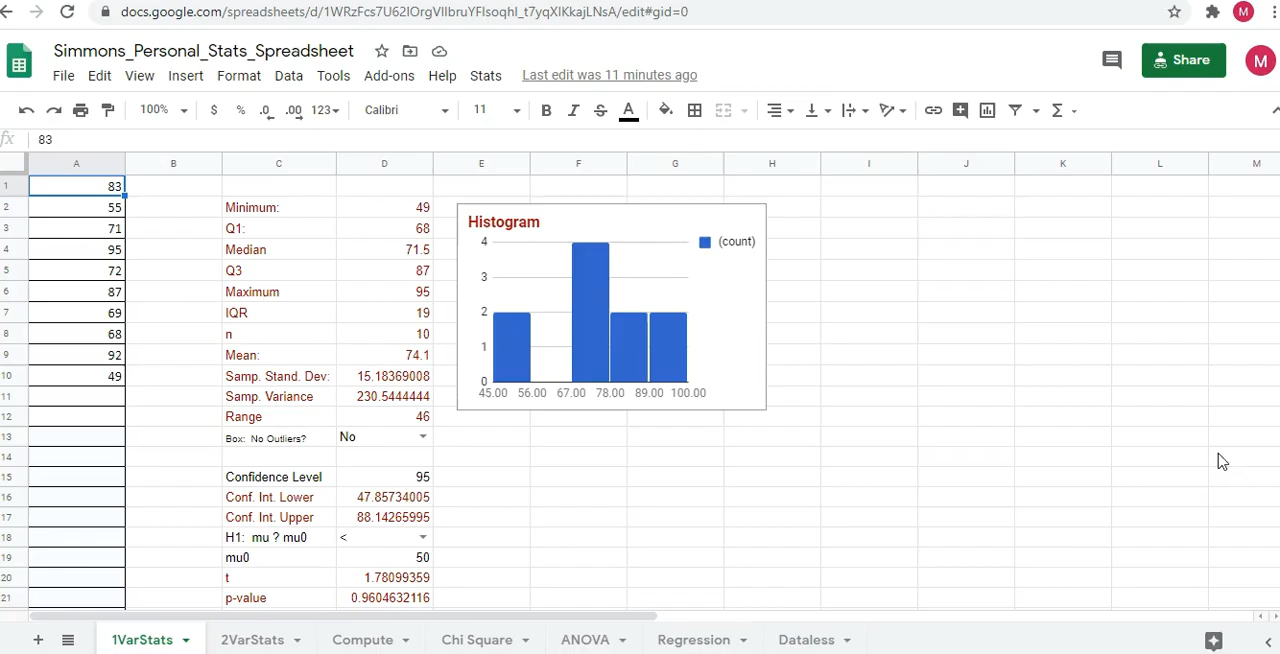 docs.google.com/spreadsheets/d/1WRzFcs7U62IOrgVIlbruYFlsoqhI_t7yqXIKkajLNsA/edit#gid=0
M
Simmons_Personal_Stats_Spreadsheet
File Edit View Insert Format Data Tools Add-ons Help Stats Last edit was 11 minutes ago
Share
M
100% $ % .0 .00 123 Calibri 11 B I S A Σ
fx 83
A B C D E F G H I J K L M
1 83
2 55 Minimum: 49
3 71 Q1: 68
4 95 Median 71.5
5 72 Q3 87
6 87 Maximum 95
7 69 IQR 19
8 68 n 10
9 92 Mean: 74.1
10 49 Samp. Stand. Dev: 15.18369008
11 Samp. Variance 230.5444444
12 Range 46
13 Box: No Outliers? No
14
15 Confidence Level 95
16 Conf. Int. Lower 47.85734005
17 Conf. Int. Upper 88.14265995
18 H1: mu ? mu0 <
19 mu0 50
20 t 1.78099359
21 p-value 0.9604632116
Histogram
(count)
4
3
2
1
0
45.00 56.00 67.00 78.00 89.00 100.00
+ 1VarStats 2VarStats Compute Chi Square ANOVA Regression Dataless